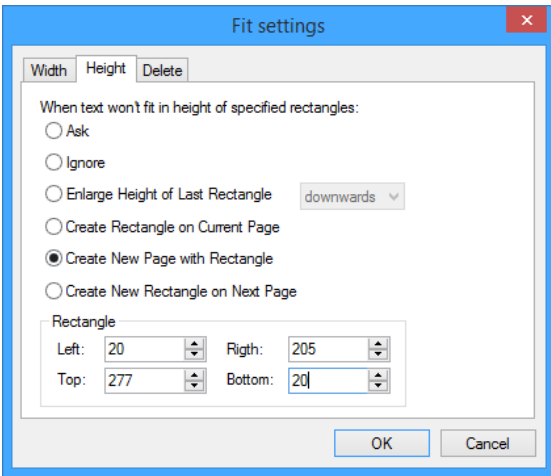 Fit settings
Width Height Delete
When text won't fit in height of specified rectangles:
Ask
Ignore
Enlarge Height of Last Rectangle downwards
Create Rectangle on Current Page
Create New Page with Rectangle
Create New Rectangle on Next Page
Rectangle
Left: 20 Rigth: 205
Top: 277 Bottom: 20
OK Cancel